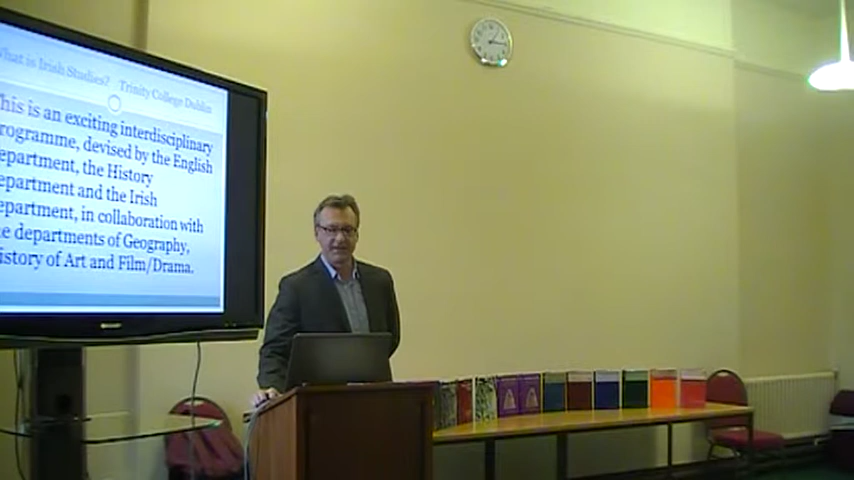 What is Irish Studies? Trinity College Dublin
This is an exciting interdisciplinary
programme, devised by the English
department, the History
department and the Irish
department, in collaboration with
the departments of Geography,
History of Art and Film/Drama.